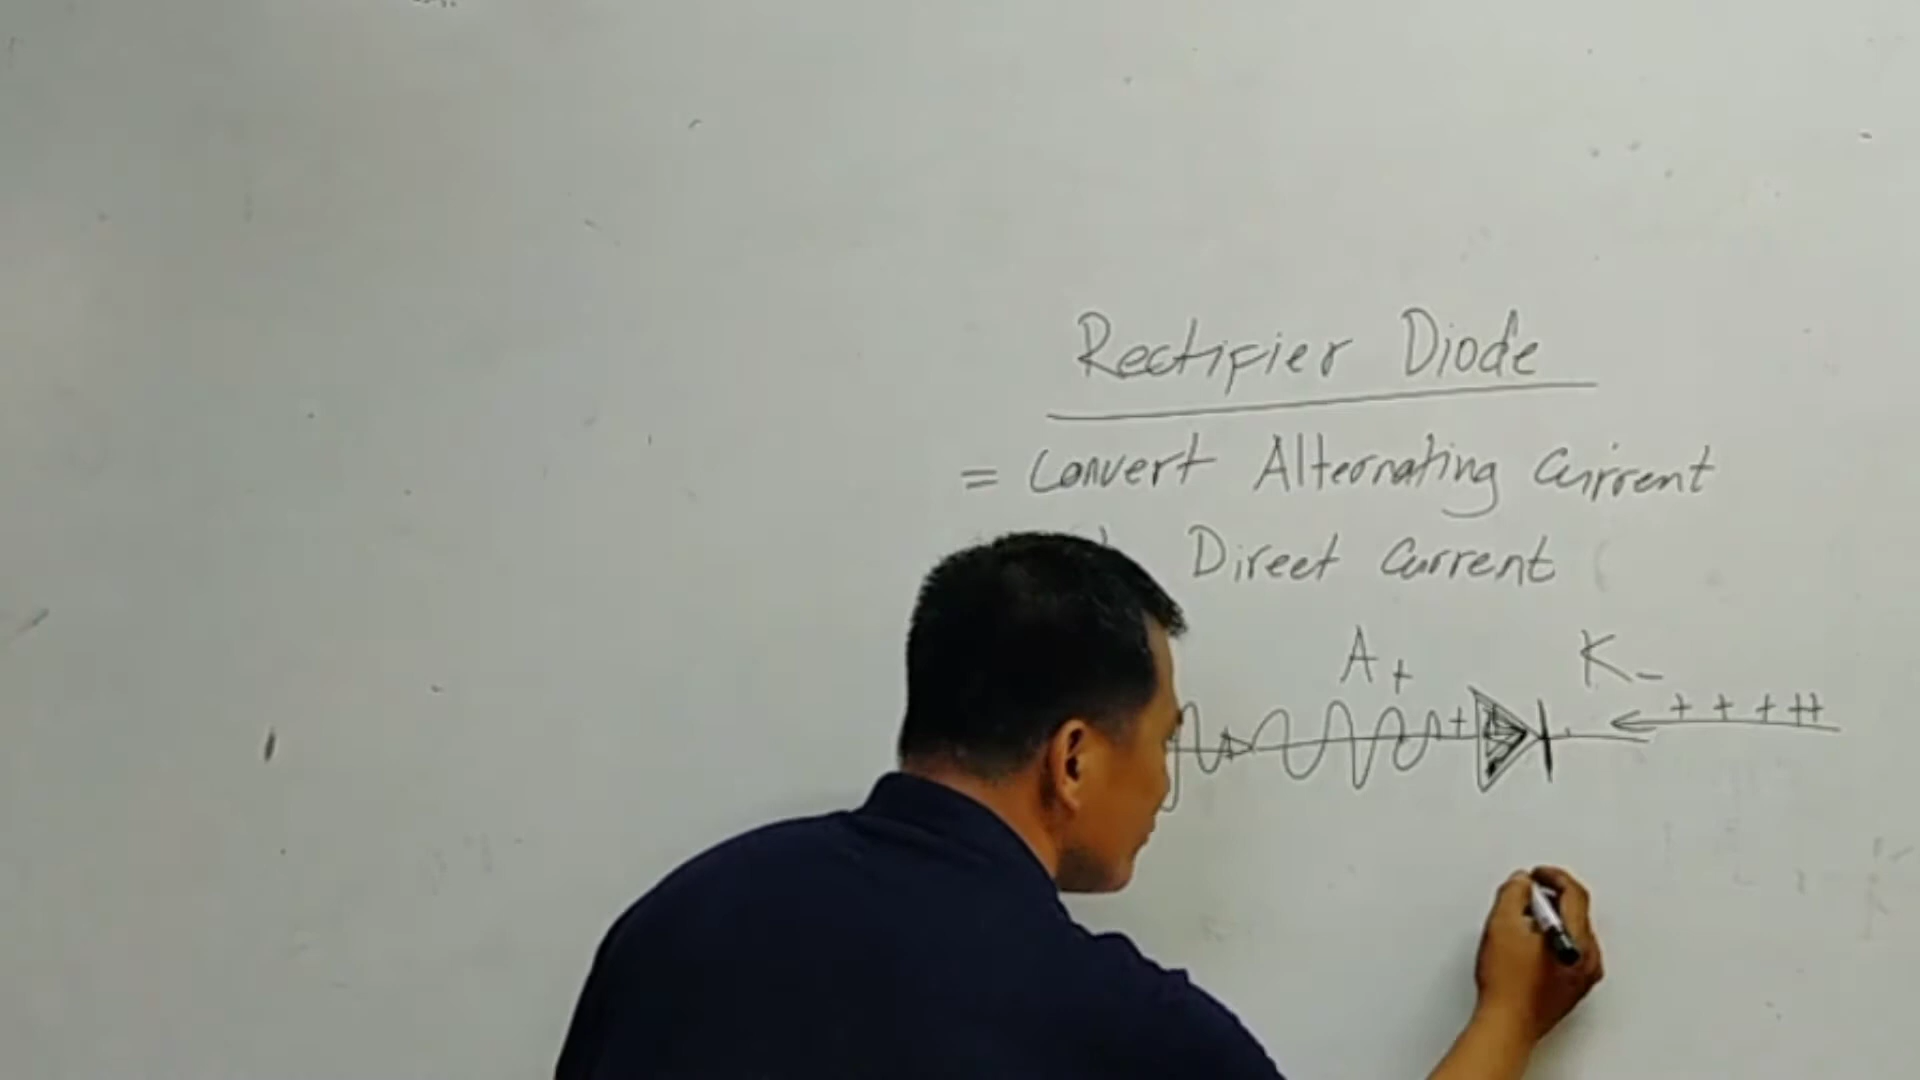 Rectifier Diode
= Convert Alternating Current
Direct Current
A+ K-
+ + + + ++